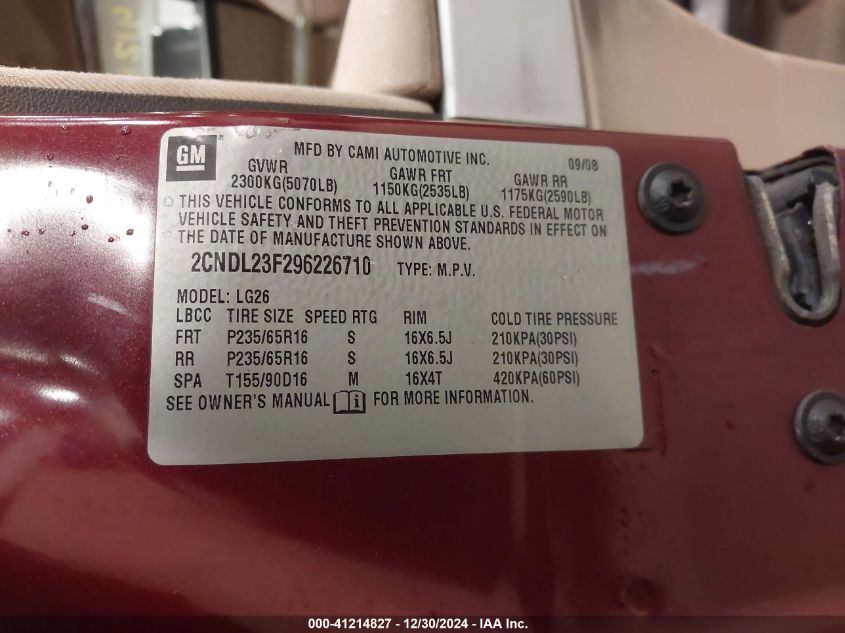 GM
MFD BY CAMI AUTOMOTIVE INC. 09/08
GVWR GAWR FRT GAWR RR
2300KG(5070LB) 1150KG(2535LB) 1175KG(2590LB)
THIS VEHICLE CONFORMS TO ALL APPLICABLE U.S. FEDERAL MOTOR
VEHICLE SAFETY AND THEFT PREVENTION STANDARDS IN EFFECT ON
THE DATE OF MANUFACTURE SHOWN ABOVE.
2CNDL23F296226710 TYPE: M.P.V.
MODEL: LG26
LBCC TIRE SIZE SPEED RTG RIM COLD TIRE PRESSURE
FRT P235/65R16 S 16X6.5J 210KPA(30PSI)
RR P235/65R16 S 16X6.5J 210KPA(30PSI)
SPA T155/90D16 M 16X4T 420KPA(60PSI)
SEE OWNER'S MANUAL i FOR MORE INFORMATION.
000-41214827 - 12/30/2024 - IAA Inc.